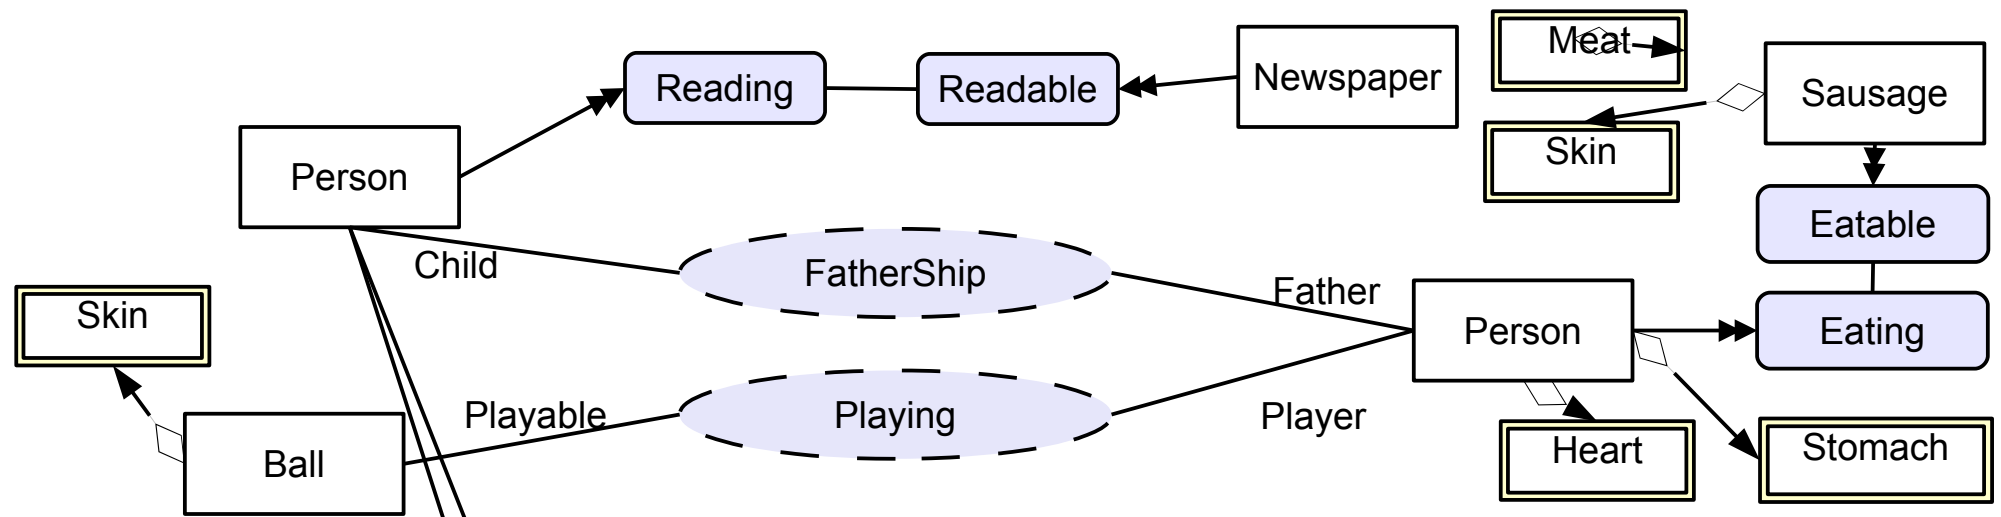 Meat
Reading
Readable
Newspaper
Sausage
Skin
Person
Eatable
Child
FatherShip
Father
Skin
Person
Eating
Playable
Playing
Player
Ball
Heart
Stomach